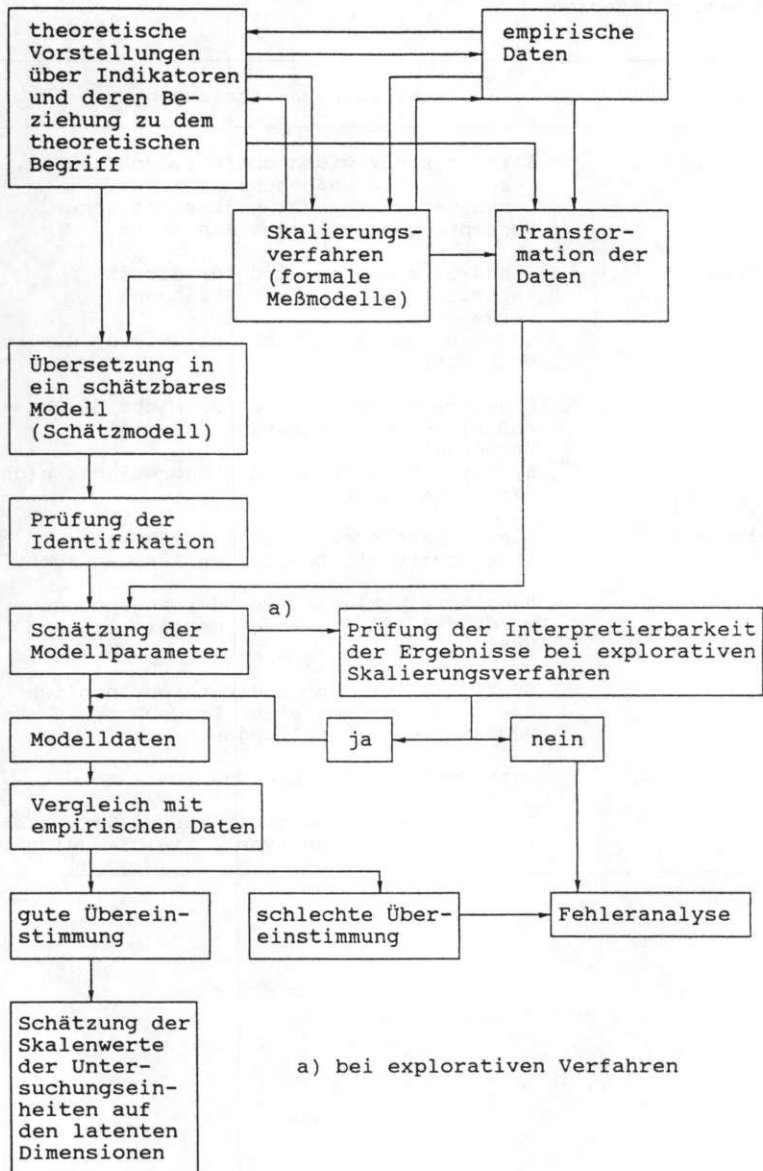 theoretische
Vorstellungen
über Indikatoren
und deren Be-
ziehung zu dem
theoretischen
Begriff
empirische
Daten
Skalierungs-
verfahren
(formale
Meßmodelle)
Transfor-
mation der
Daten
Übersetzung in
ein schätzbares
Modell
(Schätzmodell)
Prüfung der
Identifikation
a)
Schätzung der
Modellparameter
Prüfung der Interpretierbarkeit
der Ergebnisse bei explorativen
Skalierungsverfahren
Modelldaten
ja
nein
Vergleich mit
empirischen Daten
gute Überein-
stimmung
schlechte Über-
einstimmung
Fehleranalyse
Schätzung der
Skalenwerte
der Unter-
suchungsein-
heiten auf
den latenten
Dimensionen
a) bei explorativen Verfahren